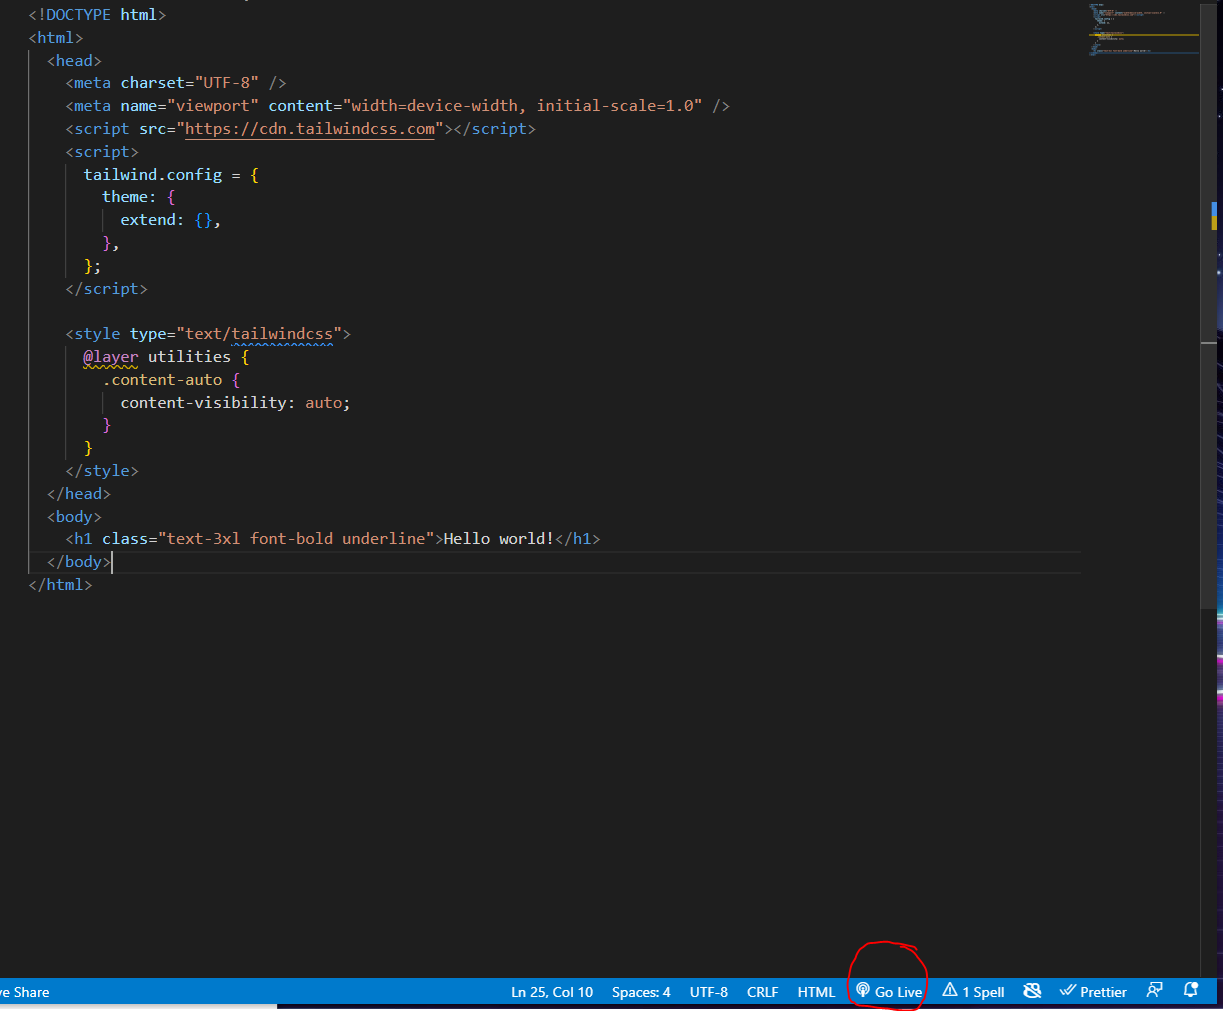 <!DOCTYPE html>
<html>
<head>
<meta charset="UTF-8" />
<meta name="viewport" content="width=device-width, initial-scale=1.0" />
<script src="https://cdn.tailwindcss.com"></script>
<script>
tailwind.config = {
theme: {
extend: {},
},
};
</script>
<style type="text/tailwindcss">
@layer utilities {
.content-auto {
content-visibility: auto;
}
}
</style>
</head>
<body>
<h1 class="text-3xl font-bold underline">Hello world!</h1>
</body>
</html>
ve Share Ln 25, Col 10 Spaces: 4 UTF-8 CRLF HTML Go Live 1 Spell Prettier